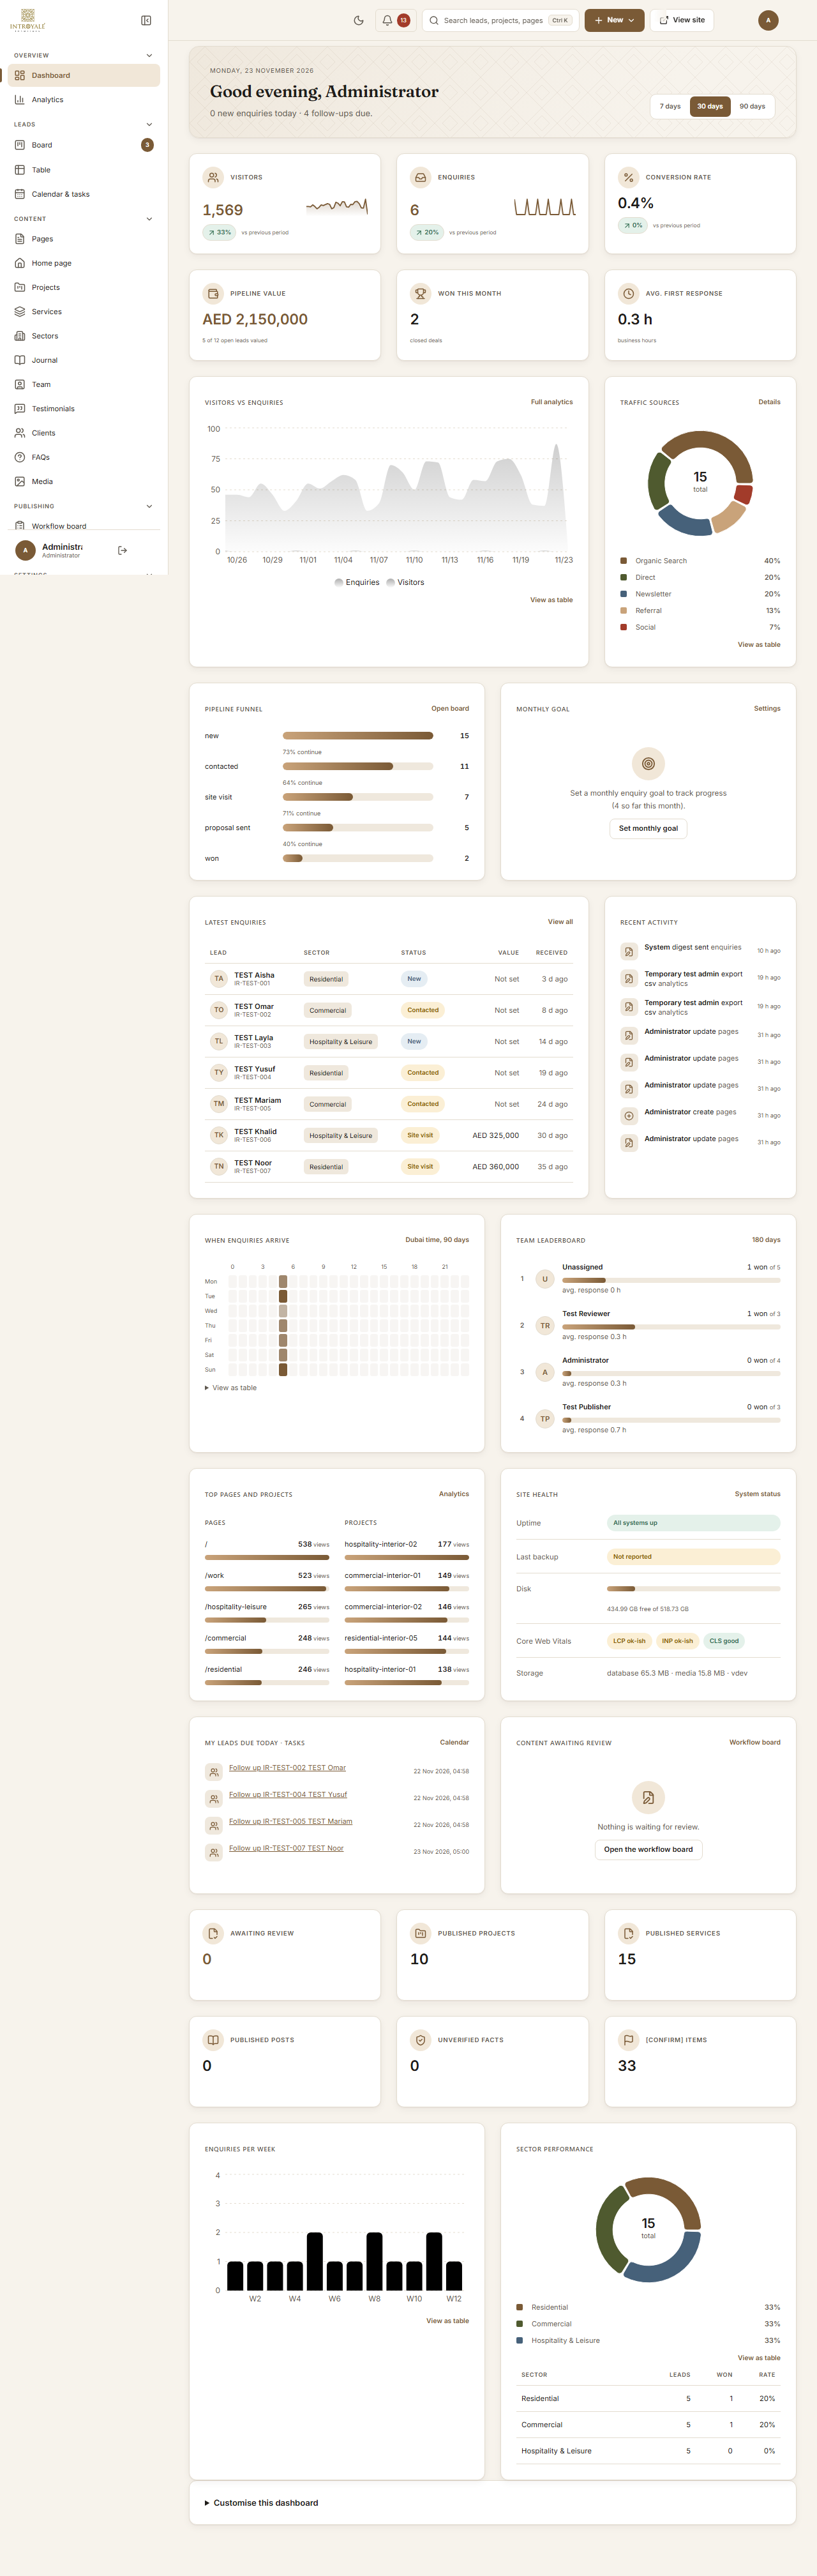 INTROYALÉ
OVERVIEW
Dashboard
Analytics
LEADS
Board 3
Table
Calendar & tasks
CONTENT
Pages
Home page
Projects
Services
Sectors
Journal
Team
Testimonials
Clients
FAQs
Media
PUBLISHING
Workflow board
A Administra
Administrator
13
Search leads, projects, pages Ctrl K
New
View site
A
MONDAY, 23 NOVEMBER 2026
Good evening, Administrator
0 new enquiries today · 4 follow-ups due.
7 days 30 days 90 days
VISITORS
1,569
33% vs previous period
ENQUIRIES
6
20% vs previous period
CONVERSION RATE
0.4%
0% vs previous period
PIPELINE VALUE
AED 2,150,000
5 of 12 open leads valued
WON THIS MONTH
2
closed deals
AVG. FIRST RESPONSE
0.3 h
business hours
VISITORS VS ENQUIRIES Full analytics
100
75
50
25
0
10/26 10/29 11/01 11/04 11/07 11/10 11/13 11/16 11/19 11/23
Enquiries Visitors
View as table
TRAFFIC SOURCES Details
15
total
Organic Search 40%
Direct 20%
Newsletter 20%
Referral 13%
Social 7%
View as table
PIPELINE FUNNEL Open board
new 15
73% continue
contacted 11
64% continue
site visit 7
71% continue
proposal sent 5
40% continue
won 2
MONTHLY GOAL Settings
Set a monthly enquiry goal to track progress
(4 so far this month).
Set monthly goal
LATEST ENQUIRIES View all
LEAD SECTOR STATUS VALUE RECEIVED
TA TEST Aisha Residential New Not set 3 d ago
IR-TEST-001
TO TEST Omar Commercial Contacted Not set 8 d ago
IR-TEST-002
TL TEST Layla Hospitality & Leisure New Not set 14 d ago
IR-TEST-003
TY TEST Yusuf Residential Contacted Not set 19 d ago
IR-TEST-004
TM TEST Mariam Commercial Contacted Not set 24 d ago
IR-TEST-005
TK TEST Khalid Hospitality & Leisure Site visit AED 325,000 30 d ago
IR-TEST-006
TN TEST Noor Residential Site visit AED 360,000 35 d ago
IR-TEST-007
RECENT ACTIVITY
System digest sent enquiries 10 h ago
Temporary test admin export
csv analytics 19 h ago
Temporary test admin export
csv analytics 19 h ago
Administrator update pages 31 h ago
Administrator update pages 31 h ago
Administrator update pages 31 h ago
Administrator create pages 31 h ago
Administrator update pages 31 h ago
WHEN ENQUIRIES ARRIVE Dubai time, 90 days
0 3 6 9 12 15 18 21
Mon
Tue
Wed
Thu
Fri
Sat
Sun
View as table
TEAM LEADERBOARD 180 days
1 U Unassigned 1 won of 5
avg. response 0 h
2 TR Test Reviewer 1 won of 3
avg. response 0.3 h
3 A Administrator 0 won of 4
avg. response 0.3 h
4 TP Test Publisher 0 won of 3
avg. response 0.7 h
TOP PAGES AND PROJECTS Analytics
PAGES
/ 538 views
/work 523 views
/hospitality-leisure 265 views
/commercial 248 views
/residential 246 views
PROJECTS
hospitality-interior-02 177 views
commercial-interior-01 149 views
commercial-interior-02 146 views
residential-interior-05 144 views
hospitality-interior-01 138 views
SITE HEALTH System status
Uptime All systems up
Last backup Not reported
Disk
434.99 GB free of 518.73 GB
Core Web Vitals LCP ok-ish INP ok-ish CLS good
Storage database 65.3 MB · media 15.8 MB · vdev
MY LEADS DUE TODAY · TASKS Calendar
Follow up IR-TEST-002 TEST Omar 22 Nov 2026, 04:58
Follow up IR-TEST-004 TEST Yusuf 22 Nov 2026, 04:58
Follow up IR-TEST-005 TEST Mariam 22 Nov 2026, 04:58
Follow up IR-TEST-007 TEST Noor 23 Nov 2026, 05:00
CONTENT AWAITING REVIEW Workflow board
Nothing is waiting for review.
Open the workflow board
AWAITING REVIEW
0
PUBLISHED PROJECTS
10
PUBLISHED SERVICES
15
PUBLISHED POSTS
0
UNVERIFIED FACTS
0
[CONFIRM] ITEMS
33
ENQUIRIES PER WEEK
4
3
2
1
0
W2 W4 W6 W8 W10 W12
View as table
SECTOR PERFORMANCE
15
total
Residential 33%
Commercial 33%
Hospitality & Leisure 33%
View as table
SECTOR LEADS WON RATE
Residential 5 1 20%
Commercial 5 1 20%
Hospitality & Leisure 5 0 0%
Customise this dashboard